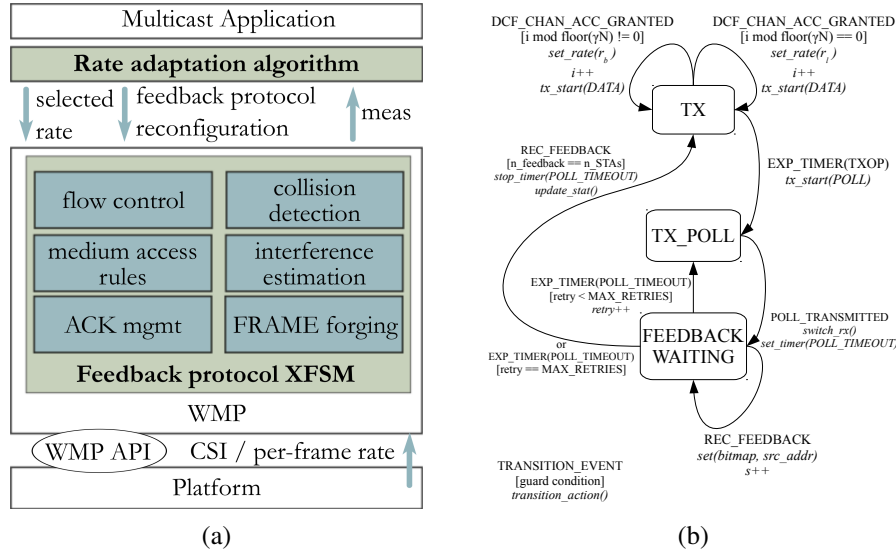 Multicast Application
Rate adaptation algorithm
selected
rate
feedback protocol
reconfiguration
meas
flow control
collision
detection
medium access
rules
interference
estimation
ACK mgmt
FRAME forging
Feedback protocol XFSM
WMP
WMP API
CSI / per-frame rate
Platform
(a)
DCF_CHAN_ACC_GRANTED
[i mod floor(γN) != 0]
set_rate(r_b)
i++
tx_start(DATA)
DCF_CHAN_ACC_GRANTED
[i mod floor(γN) == 0]
set_rate(r_l)
i++
tx_start(DATA)
TX
REC_FEEDBACK
[n_feedback == n_STAs]
stop_timer(POLL_TIMEOUT)
update_stat()
EXP_TIMER(TXOP)
tx_start(POLL)
TX_POLL
EXP_TIMER(POLL_TIMEOUT)
[retry < MAX_RETRIES]
retry++
POLL_TRANSMITTED
switch_rx()
set_timer(POLL_TIMEOUT)
FEEDBACK
WAITING
or
EXP_TIMER(POLL_TIMEOUT)
[retry == MAX_RETRIES]
REC_FEEDBACK
set(bitmap, src_addr)
s++
TRANSITION_EVENT
[guard condition]
transition_action()
(b)